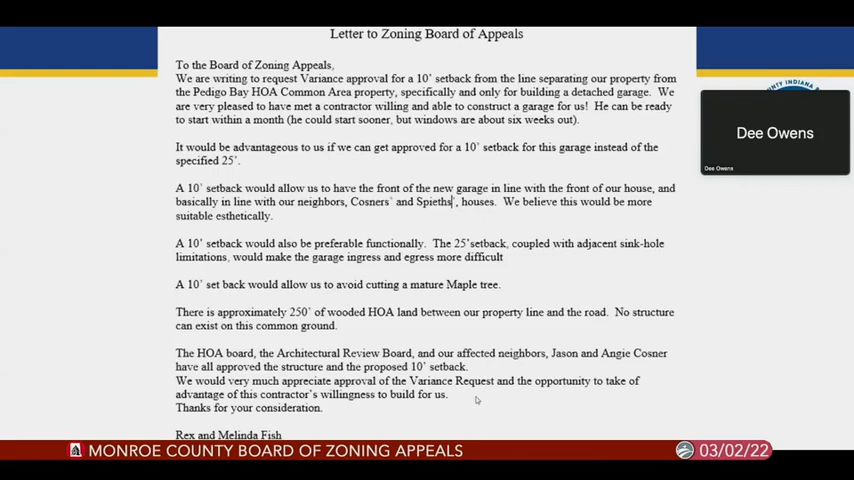 Letter to Zoning Board of Appeals
To the Board of Zoning Appeals,
We are writing to request Variance approval for a 10' setback from the line separating our property from
the Pedigo Bay HOA Common Area property, specifically and only for building a detached garage. We
are very pleased to have met a contractor willing and able to construct a garage for us! He can be ready
to start within a month (he could start sooner, but windows are about six weeks out).
It would be advantageous to us if we can get approved for a 10' setback for this garage instead of the
specified 25'.
A 10' setback would allow us to have the front of the new garage in line with the front of our house, and
basically in line with our neighbors, Cosners' and Spieths', houses. We believe this would be more
suitable esthetically.
A 10' setback would also be preferable functionally. The 25'setback, coupled with adjacent sink-hole
limitations, would make the garage ingress and egress more difficult
A 10' set back would allow us to avoid cutting a mature Maple tree.
There is approximately 250' of wooded HOA land between our property line and the road. No structure
can exist on this common ground.
The HOA board, the Architectural Review Board, and our affected neighbors, Jason and Angie Cosner
have all approved the structure and the proposed 10' setback.
We would very much appreciate approval of the Variance Request and the opportunity to take of
advantage of this contractor's willingness to build for us.
Thanks for your consideration.
Rex and Melinda Fish
COUNTY INDIANA
Dee Owens
Dee Owens
MONROE COUNTY BOARD OF ZONING APPEALS
03/02/22